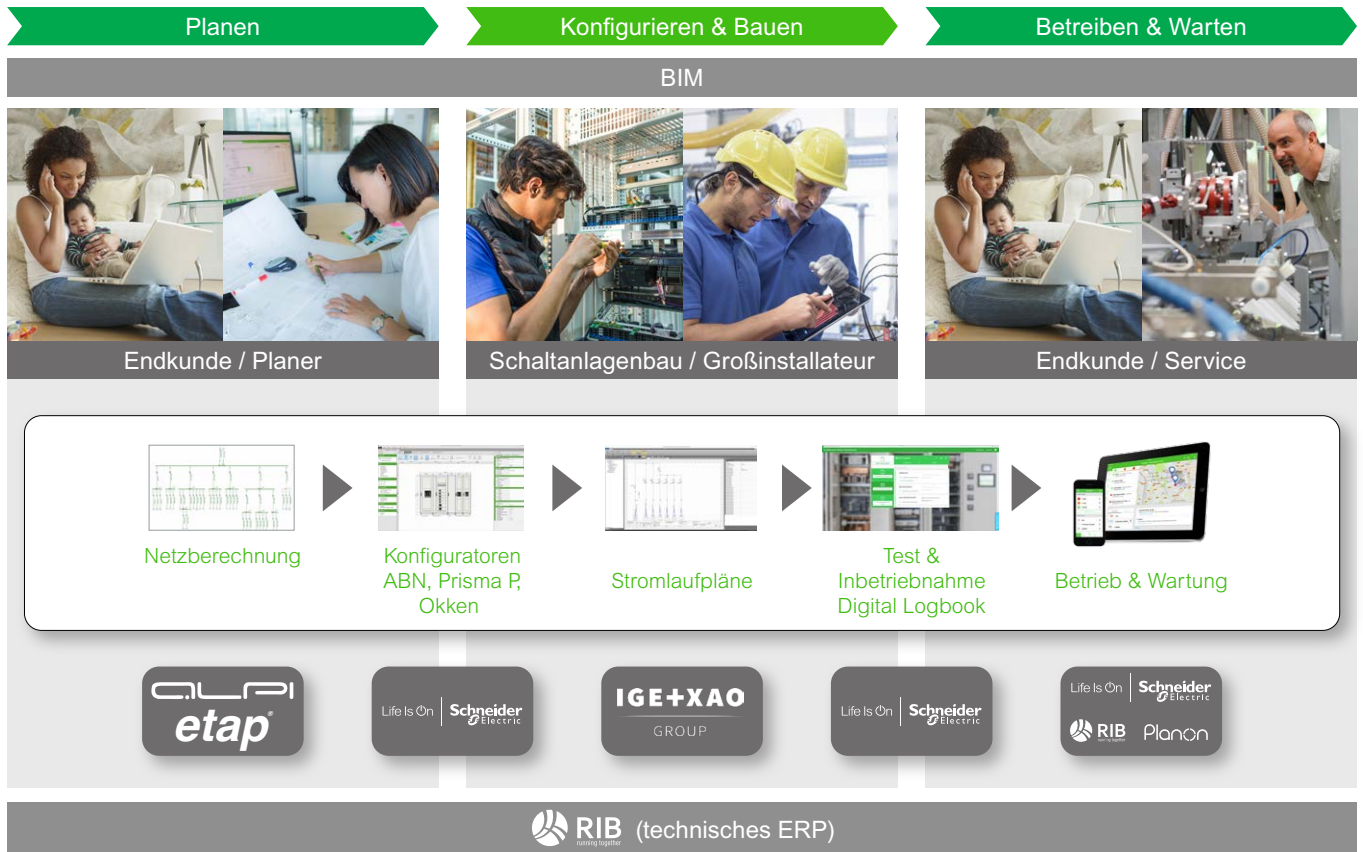 Planen
Konfigurieren & Bauen
Betreiben & Warten
BIM
Endkunde / Planer
Schaltanlagenbau / Großinstallateur
Endkunde / Service
Netzberechnung
Konfiguratoren
ABN, Prisma P,
Okken
Stromlaufpläne
Test &
Inbetriebnahme
Digital Logbook
Betrieb & Wartung
ALPI
etap®
Life Is On | Schneider Electric
IGE+XAO
GROUP
Life Is On | Schneider Electric
Life Is On | Schneider Electric
RIB running together Planon
RIB running together (technisches ERP)